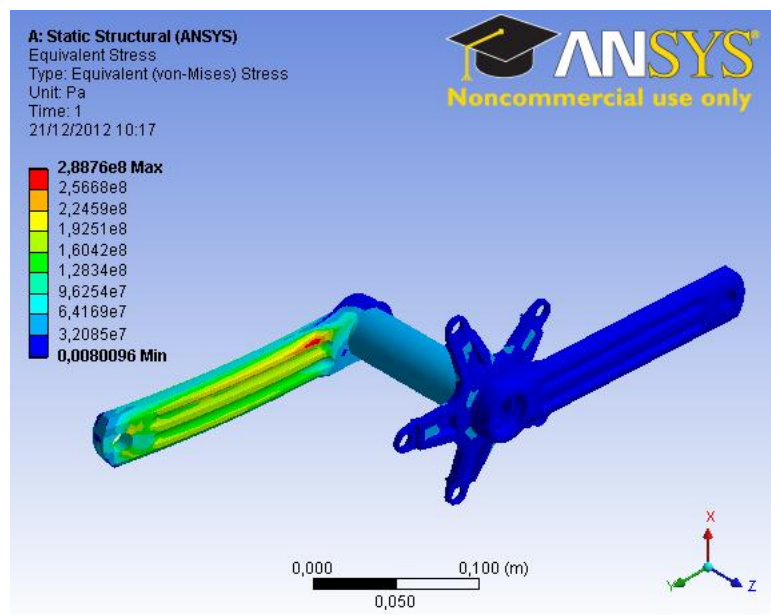 A: Static Structural (ANSYS)
Equivalent Stress
Type: Equivalent (von-Mises) Stress
Unit: Pa
Time: 1
21/12/2012 10:17
ANSYS®
Noncommercial use only
2,8876e8 Max
2,5668e8
2,2459e8
1,9251e8
1,6042e8
1,2834e8
9,6254e7
6,4169e7
3,2085e7
0,0080096 Min
0,000 0,100 (m)
0,050
X
Y Z